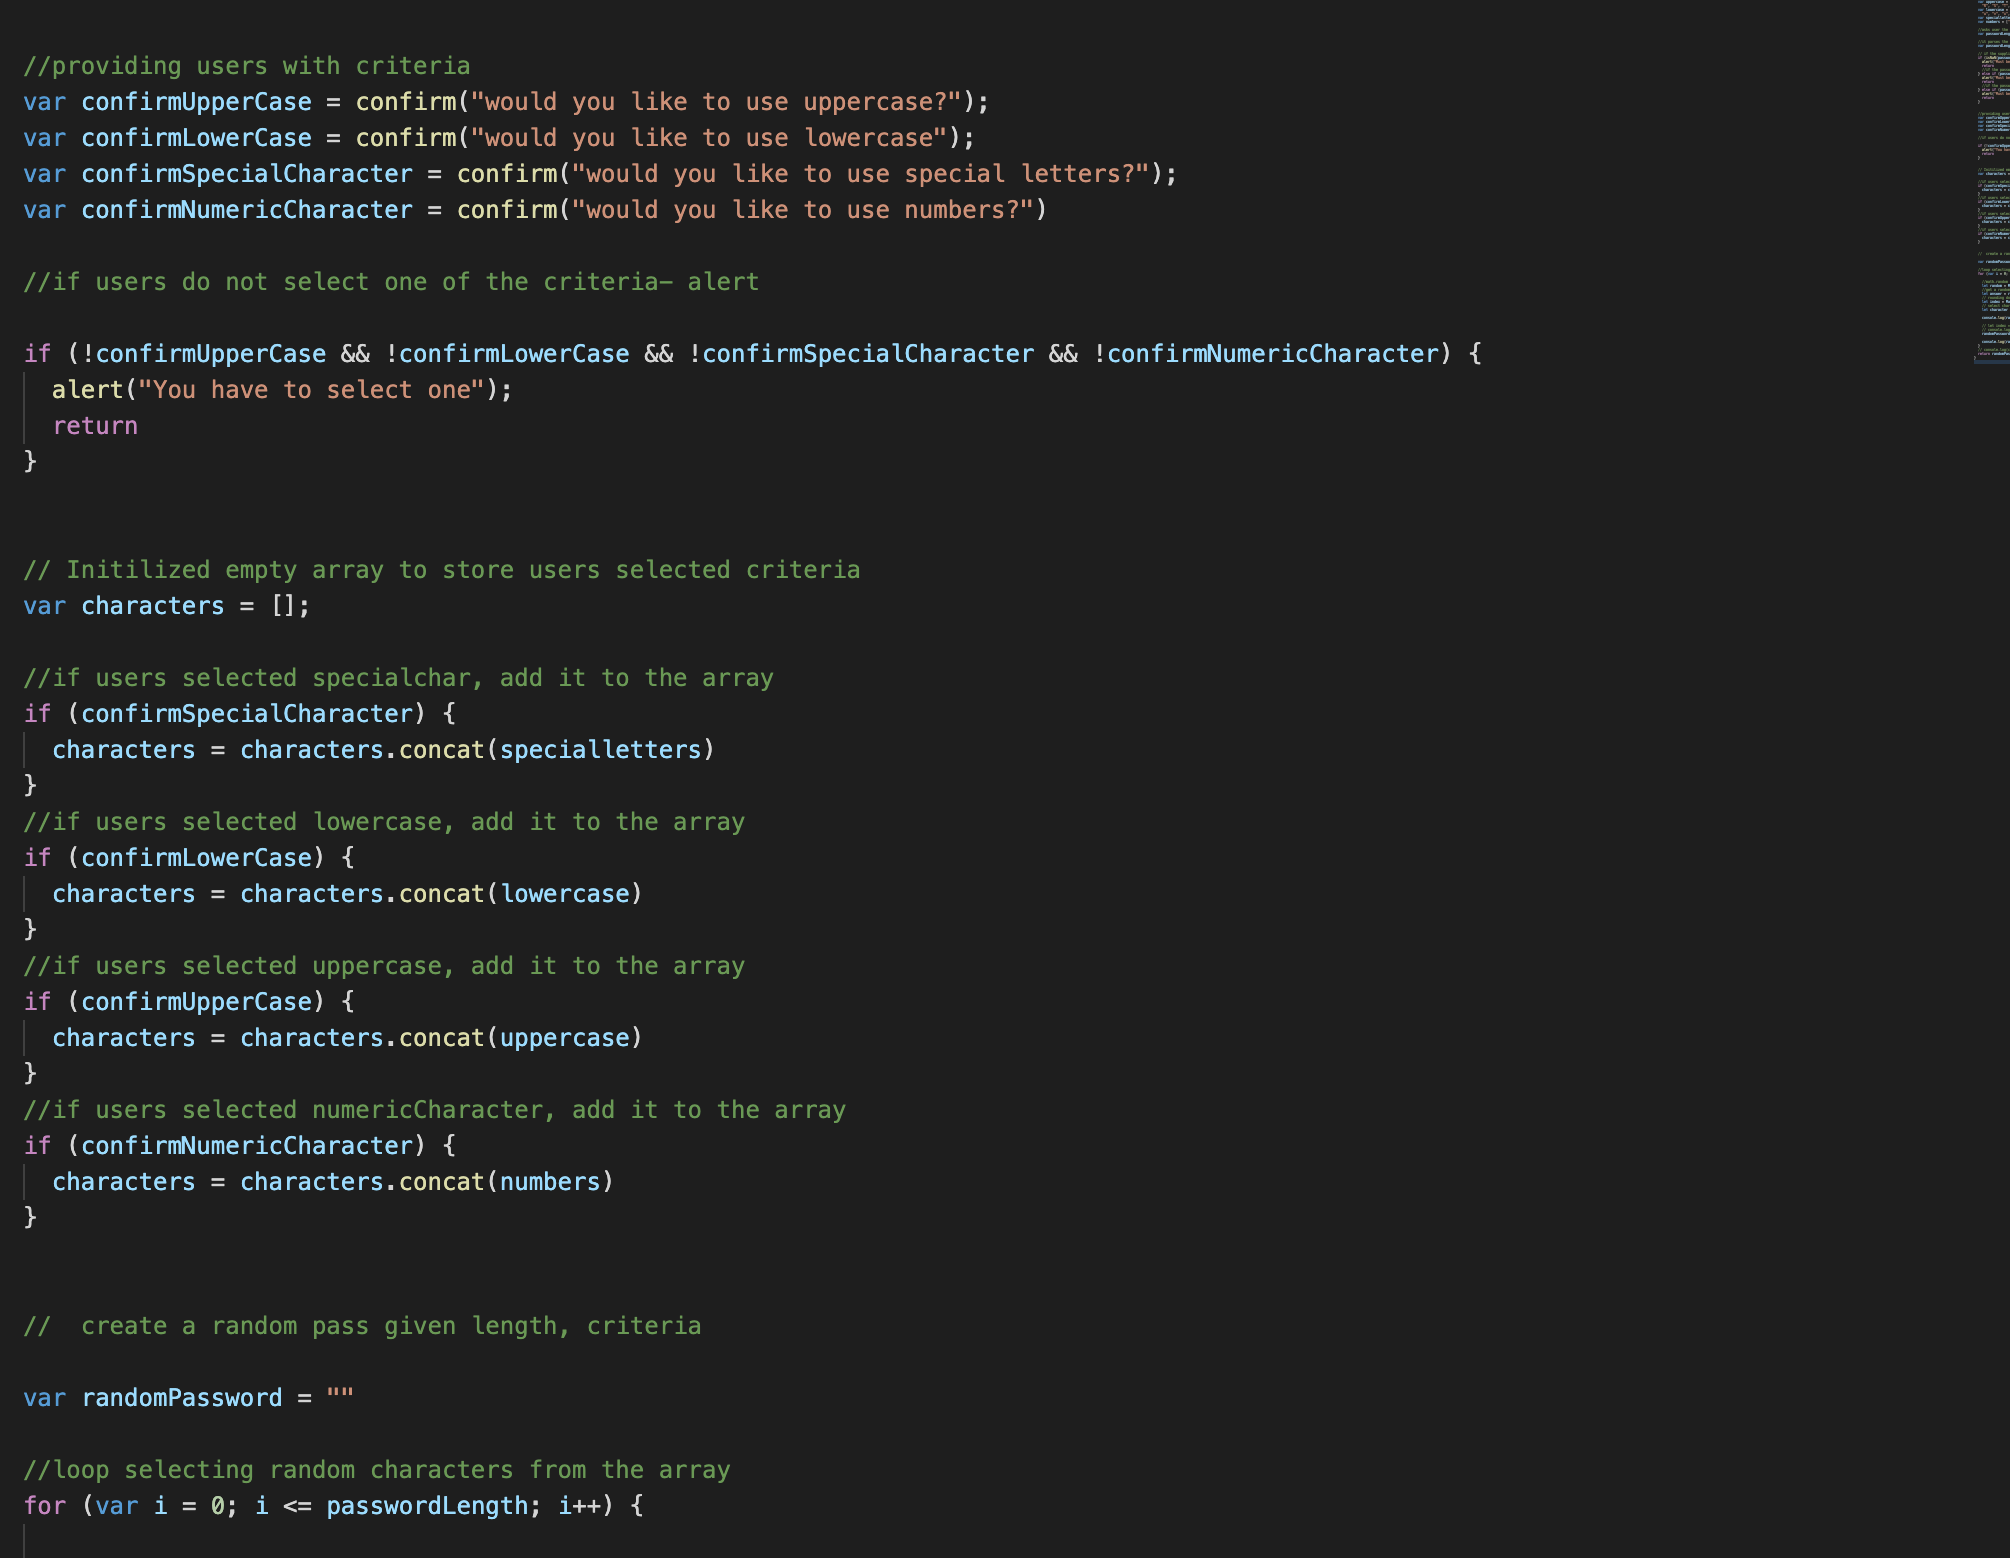 //providing users with criteria
var confirmUpperCase = confirm("would you like to use uppercase?");
var confirmLowerCase = confirm("would you like to use lowercase");
var confirmSpecialCharacter = confirm("would you like to use special letters?");
var confirmNumericCharacter = confirm("would you like to use numbers?")
//if users do not select one of the criteria- alert
if (!confirmUpperCase && !confirmLowerCase && !confirmSpecialCharacter && !confirmNumericCharacter) {
alert("You have to select one");
return
}
// Initilized empty array to store users selected criteria
var characters = [];
//if users selected specialchar, add it to the array
if (confirmSpecialCharacter) {
characters = characters.concat(specialletters)
}
//if users selected lowercase, add it to the array
if (confirmLowerCase) {
characters = characters.concat(lowercase)
}
//if users selected uppercase, add it to the array
if (confirmUpperCase) {
characters = characters.concat(uppercase)
}
//if users selected numericCharacter, add it to the array
if (confirmNumericCharacter) {
characters = characters.concat(numbers)
}
//  create a random pass given length, criteria
var randomPassword = ""
//loop selecting random characters from the array
for (var i = 0; i <= passwordLength; i++) {